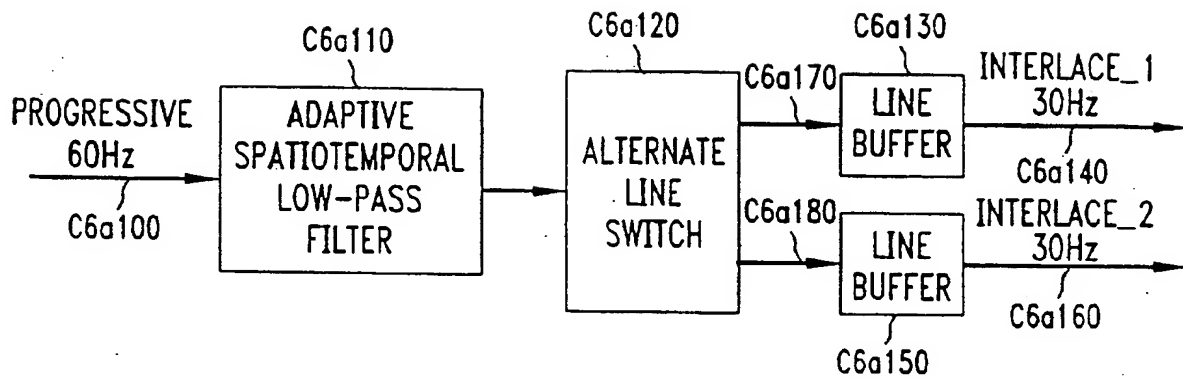 C6a110
C6a120
C6a130
PROGRESSIVE
60Hz
C6a100
ADAPTIVE
SPATIOTEMPORAL
LOW-PASS
FILTER
ALTERNATE
LINE
SWITCH
C6a170
LINE
BUFFER
INTERLACE_1
30Hz
C6a140
C6a180
LINE
BUFFER
INTERLACE_2
30Hz
C6a160
C6a150